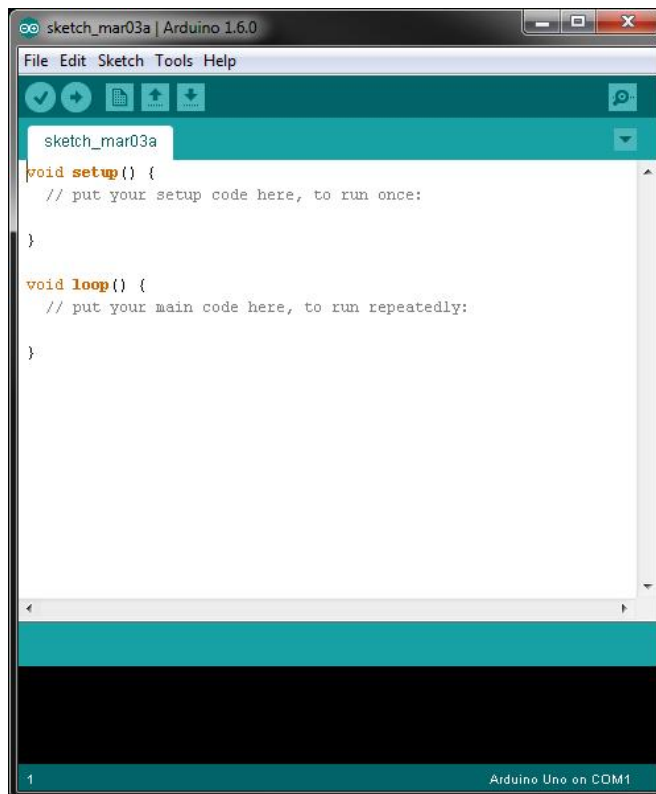 sketch_mar03a | Arduino 1.6.0
File Edit Sketch Tools Help
sketch_mar03a
void setup() {
  // put your setup code here, to run once:
}
void loop() {
  // put your main code here, to run repeatedly:
}
1 Arduino Uno on COM1